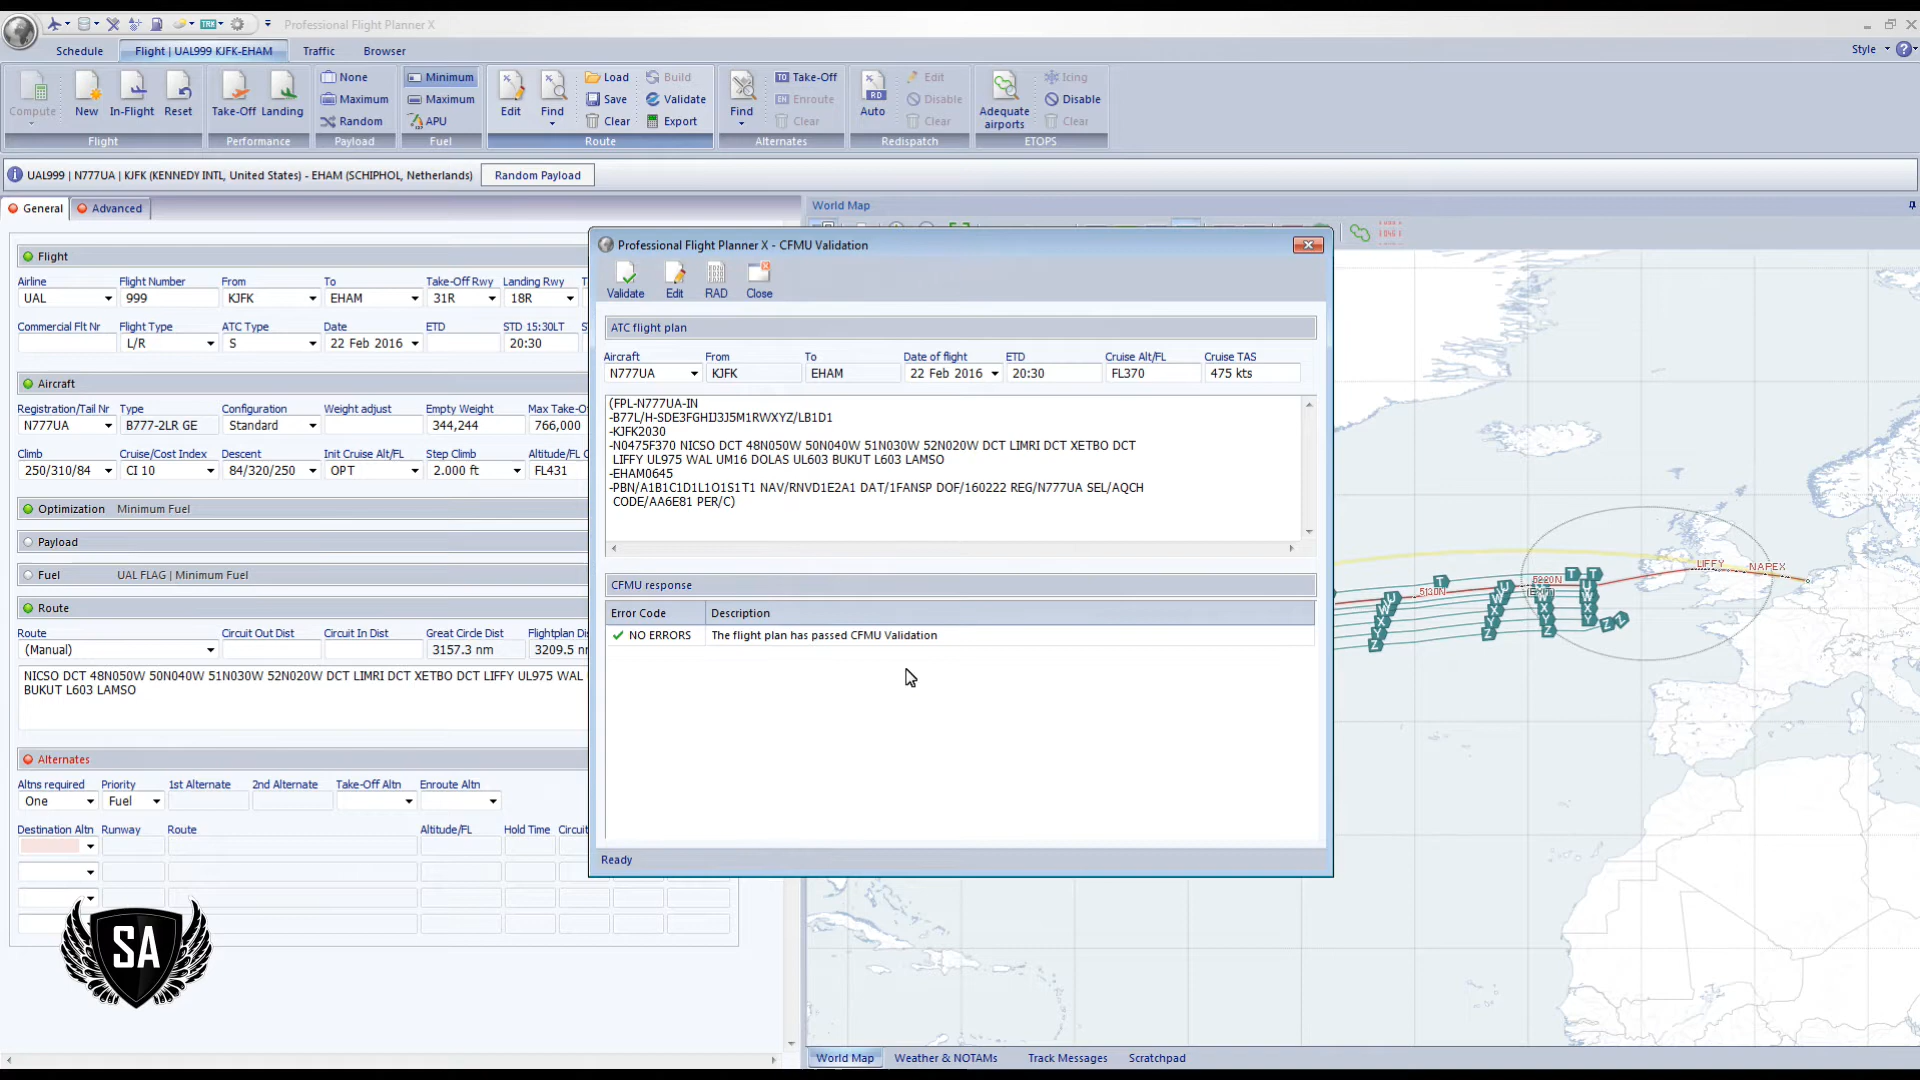 Professional Flight Planner X
Schedule
Flight | UAL999 KJFK-EHAM
Traffic
Browser
Style
Compute
New
In-Flight
Reset
Flight
Take-Off
Landing
Performance
None
Maximum
Random
Payload
Minimum
Maximum
APU
Fuel
Edit
Find
Load
Save
Clear
Build
Validate
Export
Route
Find
TO Take-Off
EN Enroute
Clear
Alternates
RD
Auto
Edit
Disable
Clear
Redispatch
Adequate
airports
Icing
Disable
Clear
ETOPS
UAL999 | N777UA | KJFK (KENNEDY INTL, United States) - EHAM (SCHIPHOL, Netherlands)
Random Payload
General
Advanced
World Map
Flight
Airline
Flight Number
From
To
Take-Off Rwy
Landing Rwy
UAL
999
KJFK
EHAM
31R
18R
Commercial Flt Nr
Flight Type
ATC Type
Date
ETD
STD 15:30LT
L/R
S
22 Feb 2016
20:30
Aircraft
Registration/Tail Nr
Type
Configuration
Weight adjust
Empty Weight
Max Take-O
N777UA
B777-2LR GE
Standard
344,244
766,000
Climb
Cruise/Cost Index
Descent
Init Cruise Alt/FL
Step Climb
Altitude/FL C
250/310/84
CI 10
84/320/250
OPT
2.000 ft
FL431
Optimization
Minimum Fuel
Payload
Fuel
UAL FLAG | Minimum Fuel
Route
Route
Circuit Out Dist
Circuit In Dist
Great Circle Dist
Flightplan Di
(Manual)
3157.3 nm
3209.5 n
NICSO DCT 48N050W 50N040W 51N030W 52N020W DCT LIMRI DCT XETBO DCT LIFFY UL975 WAL
BUKUT L603 LAMSO
Alternates
Altns required
Priority
1st Alternate
2nd Alternate
Take-Off Altn
Enroute Altn
One
Fuel
Destination Altn
Runway
Route
Altitude/FL
Hold Time
Circui
SA
Professional Flight Planner X - CFMU Validation
Validate
Edit
RAD
Close
ATC flight plan
Aircraft
From
To
Date of flight
ETD
Cruise Alt/FL
Cruise TAS
N777UA
KJFK
EHAM
22 Feb 2016
20:30
FL370
475 kts
(FPL-N777UA-IN
-B77L/H-SDE3FGHIJ3J5M1RWXYZ/LB1D1
-KJFK2030
-N0475F370 NICSO DCT 48N050W 50N040W 51N030W 52N020W DCT LIMRI DCT XETBO DCT
LIFFY UL975 WAL UM16 DOLAS UL603 BUKUT L603 LAMSO
-EHAM0645
-PBN/A1B1C1D1L1O1S1T1 NAV/RNVD1E2A1 DAT/1FANSP DOF/160222 REG/N777UA SEL/AQCH
CODE/AA6E81 PER/C)
CFMU response
Error Code
Description
NO ERRORS
The flight plan has passed CFMU Validation
Ready
LIFFY
NAPEX
5220N
(EXIT)
5130N
T
T
T
U
W
X
Y
Z
U
W
X
Y
Z
X
Y
Z
U
W
X
Y
Z
Z
Z
World Map
Weather & NOTAMs
Track Messages
Scratchpad